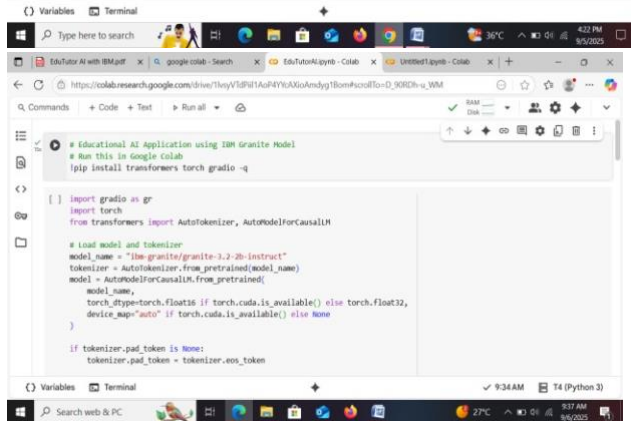 {} Variables Terminal
Type here to search 36°C 4:22 PM
9/5/2025
EduTutor AI with IBM.pdf google colab - Search EduTutorAI.ipynb - Colab Untitled1.ipynb - Colab
Commands + Code + Text Run all RAM
Disk
# Educational AI Application using IBM Granite Model
# Run this in Google Colab
!pip install transformers torch gradio -q
[ ] import gradio as gr
import torch
from transformers import AutoTokenizer, AutoModelForCausalLM
# Load model and tokenizer
model_name = "ibm-granite/granite-3.2-2b-instruct"
tokenizer = AutoTokenizer.from_pretrained(model_name)
model = AutoModelForCausalLM.from_pretrained(
model_name,
torch_dtype=torch.float16 if torch.cuda.is_available() else torch.float32,
device_map="auto" if torch.cuda.is_available() else None
)
if tokenizer.pad_token is None:
tokenizer.pad_token = tokenizer.eos_token
{} Variables Terminal 9:34 AM T4 (Python 3)
Search web & PC 27°C 9:37 AM
9/6/2025